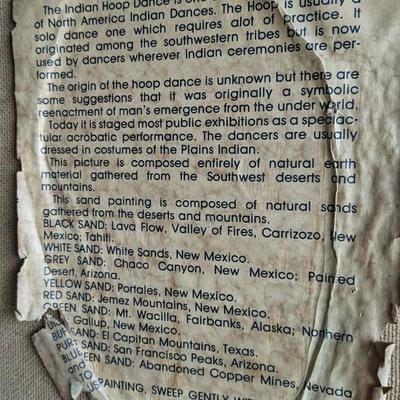 The Indian Hoop Dance is one
of North America Indian Dances. The Hoop is usually a
solo dance one which requires alot of practice. It
originated among the southwestern tribes but is now
used by dancers wherever Indian ceremonies are per-
formed.
The origin of the hoop dance is unknown but there are
some suggestions that it was originally a symbolic
reenactment of man's emergence from the under world,
Today it is staged most public exhibitions as a spectac-
tular acrobatic performance. The dancers are usually
dressed in costumes of the Plains Indian.
This picture is composed entirely of natural earth
material gathered from the Southwest deserts and
mountains.
This sand painting is composed of natural sands
gathered from the deserts and mountains.
BLACK SAND: Lava Flow, Valley of Fires, Carrizozo, New
Mexico; Tahiti.
WHITE SAND: White Sands, New Mexico.
GREY SAND: Chaco Canyon, New Mexico; Painted
Desert, Arizona.
YELLOW SAND: Portales, New Mexico.
RED SAND: Jemez Mountains, New Mexico.
GREEN SAND: Mt. Wacilla, Fairbanks, Alaska; Northern
Gallup, New Mexico.
BUFF SAND: El Capitan Mountains, Texas.
SAND: San Francisco Peaks, Arizona.
BLUE GREEN SAND: Abandoned Copper Mines, Nevada
and
PAINTING, SWEEP GENTLY WITH